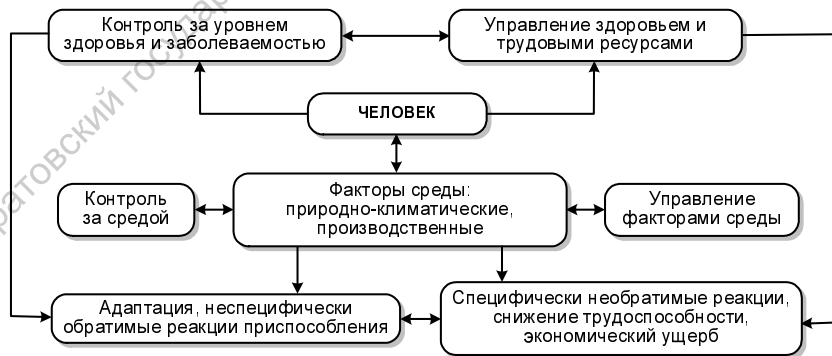 Контроль за уровнем
здоровья и заболеваемостью
Управление здоровьем и
трудовыми ресурсами
ЧЕЛОВЕК
Контроль
за средой
Факторы среды:
природно-климатические,
производственные
Управление
факторами среды
Адаптация, неспецифически
обратимые реакции приспособления
Специфически необратимые реакции,
снижение трудоспособности,
экономический ущерб